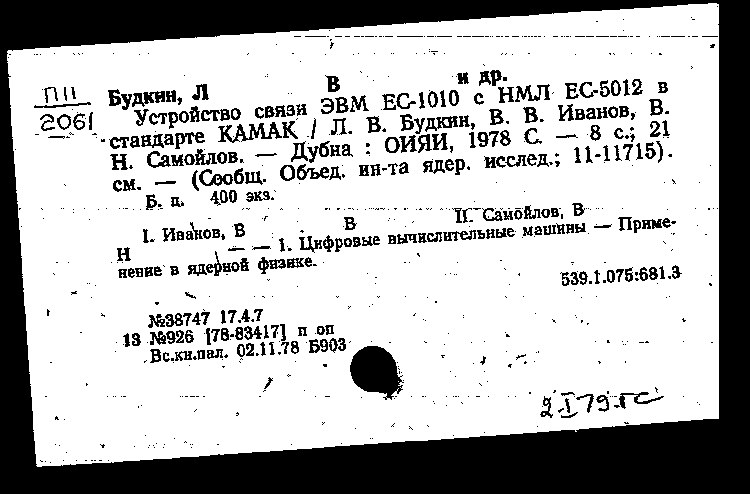 П11
2061
Будкин, Л В и др.
Устройство связи ЭВМ ЕС-1010 с НМЛ ЕС-5012 в
стандарте КАМАК / Л. В. Будкин, В. В. Иванов, В.
Н. Самойлов. — Дубна : ОИЯИ, 1978 С. — 8 с.; 21
см. — (Сообщ. Объед. ин-та ядер. исслед.; 11-11715).
Б. ц. 400 экз.
I. Иванов, В В II. Самойлов, В
Н — — 1. Цифровые вычислительные машины — Приме-
нение в ядерной физике.
539.1.075:681.3
№38747 17.4.7
13 №926 [78-83417] п оп
Вс.кн.пал. 02.11.78 Б903
2.I 79.